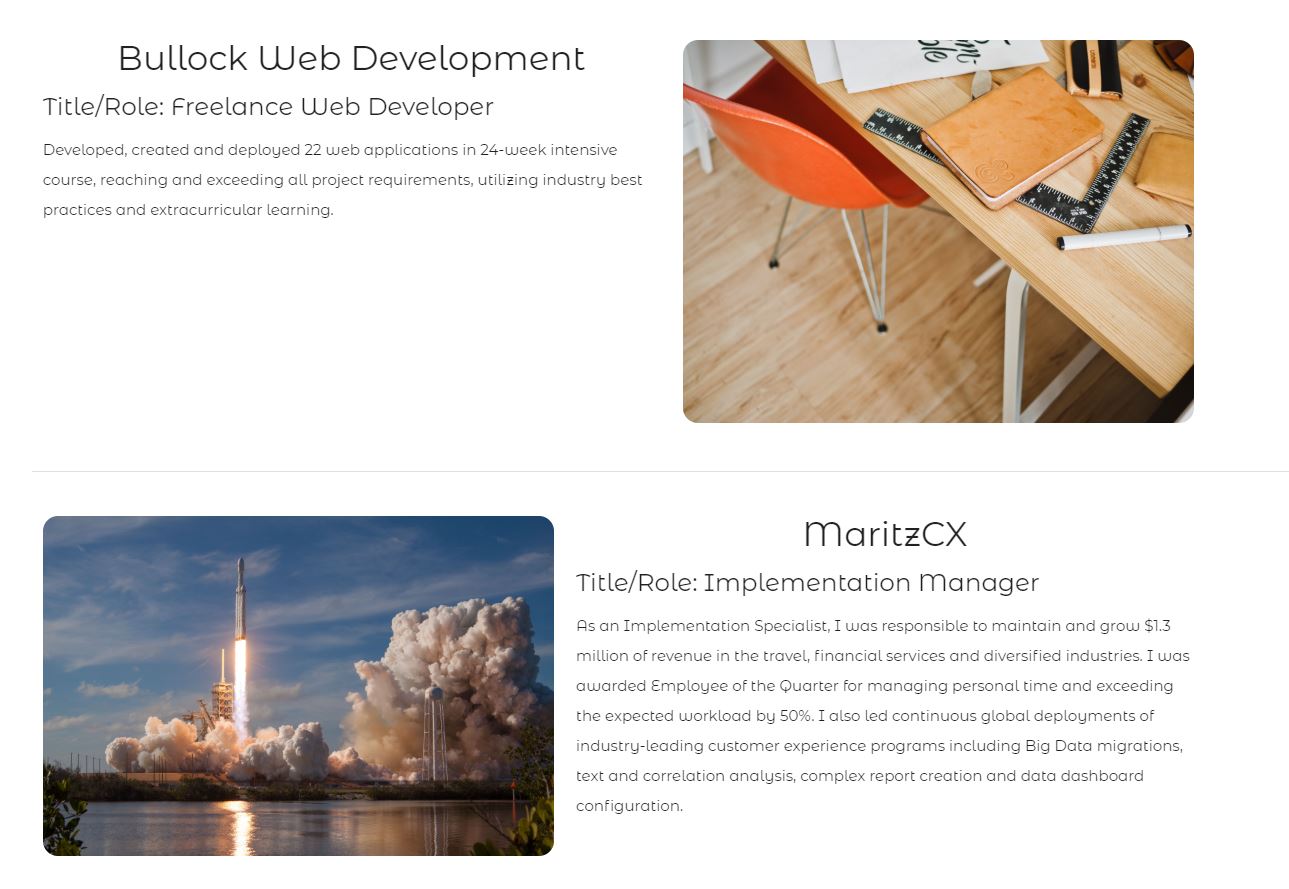 Bullock Web Development
Title/Role: Freelance Web Developer
Developed, created and deployed 22 web applications in 24-week intensive
course, reaching and exceeding all project requirements, utilizing industry best
practices and extracurricular learning.
MaritzCX
Title/Role: Implementation Manager
As an Implementation Specialist, I was responsible to maintain and grow $1.3
million of revenue in the travel, financial services and diversified industries. I was
awarded Employee of the Quarter for managing personal time and exceeding
the expected workload by 50%. I also led continuous global deployments of
industry-leading customer experience programs including Big Data migrations,
text and correlation analysis, complex report creation and data dashboard
configuration.